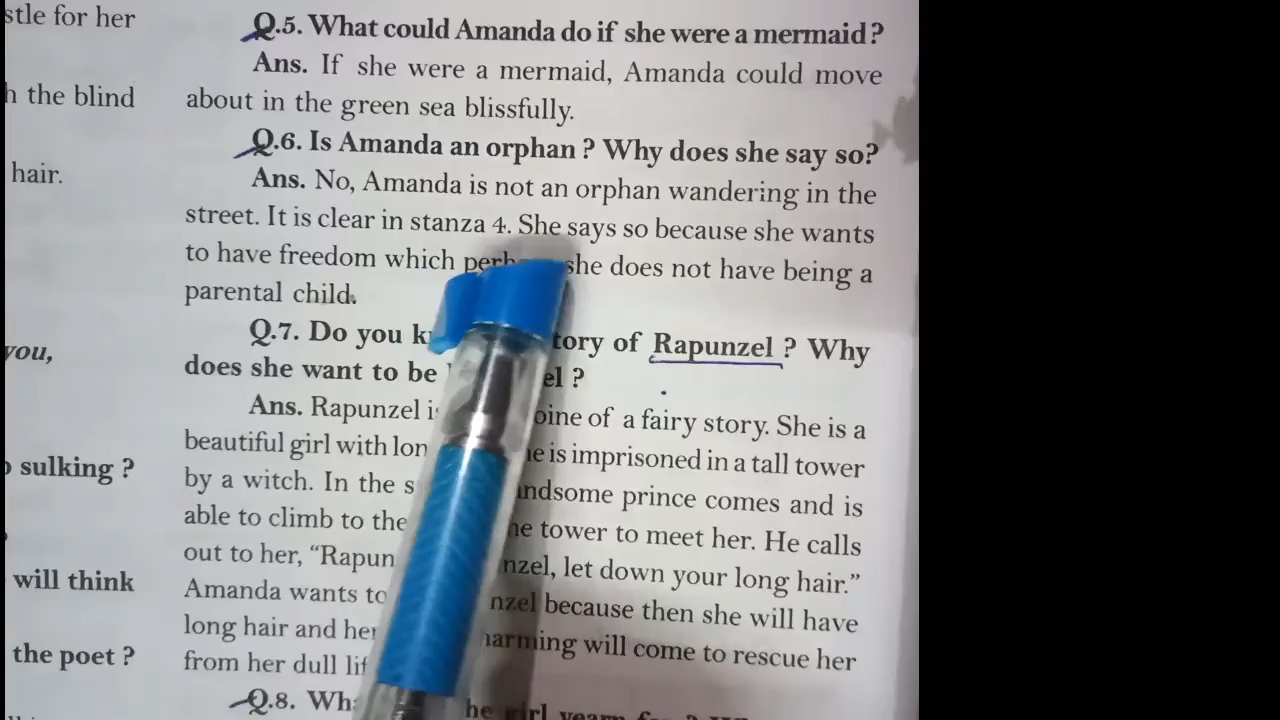 stle for her
h the blind
hair.
you,
sulking ?
will think
the poet ?
Q.5. What could Amanda do if she were a mermaid?
Ans. If she were a mermaid, Amanda could move
about in the green sea blissfully.
Q.6. Is Amanda an orphan ? Why does she say so?
Ans. No, Amanda is not an orphan wandering in the
street. It is clear in stanza 4. She says so because she wants
to have freedom which she does not have being a
parental child.
Q.7. Do you tory of Rapunzel ? Why
does she want to be el ?
Ans. Rapunzel oine of a fairy story. She is a
beautiful girl with lon is imprisoned in a tall tower
by a witch. In the s ndsome prince comes and is
able to climb to the tower to meet her. He calls
out to her, “Rapun nzel, let down your long hair.”
Amanda wants to nzel because then she will have
long hair and her harming will come to rescue her
from her dull lif
Q.8. Wh he girl yearn